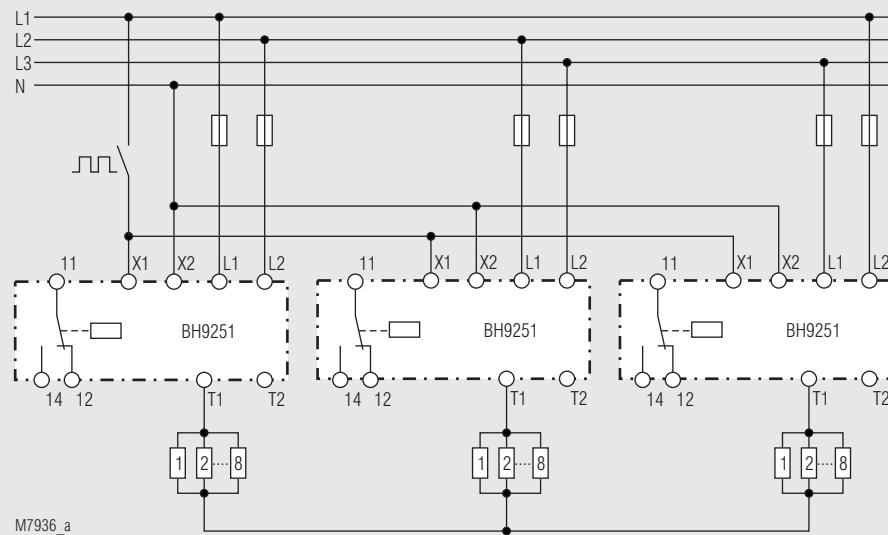 L1
L2
L3
N
11 X1 X2 L1 L2 11 X1 X2 L1 L2 11 X1 X2 L1 L2
BH9251 BH9251 BH9251
14 12 T1 T2 14 12 T1 T2 14 12 T1 T2
1 2 8 1 2 8 1 2 8
M7936_a